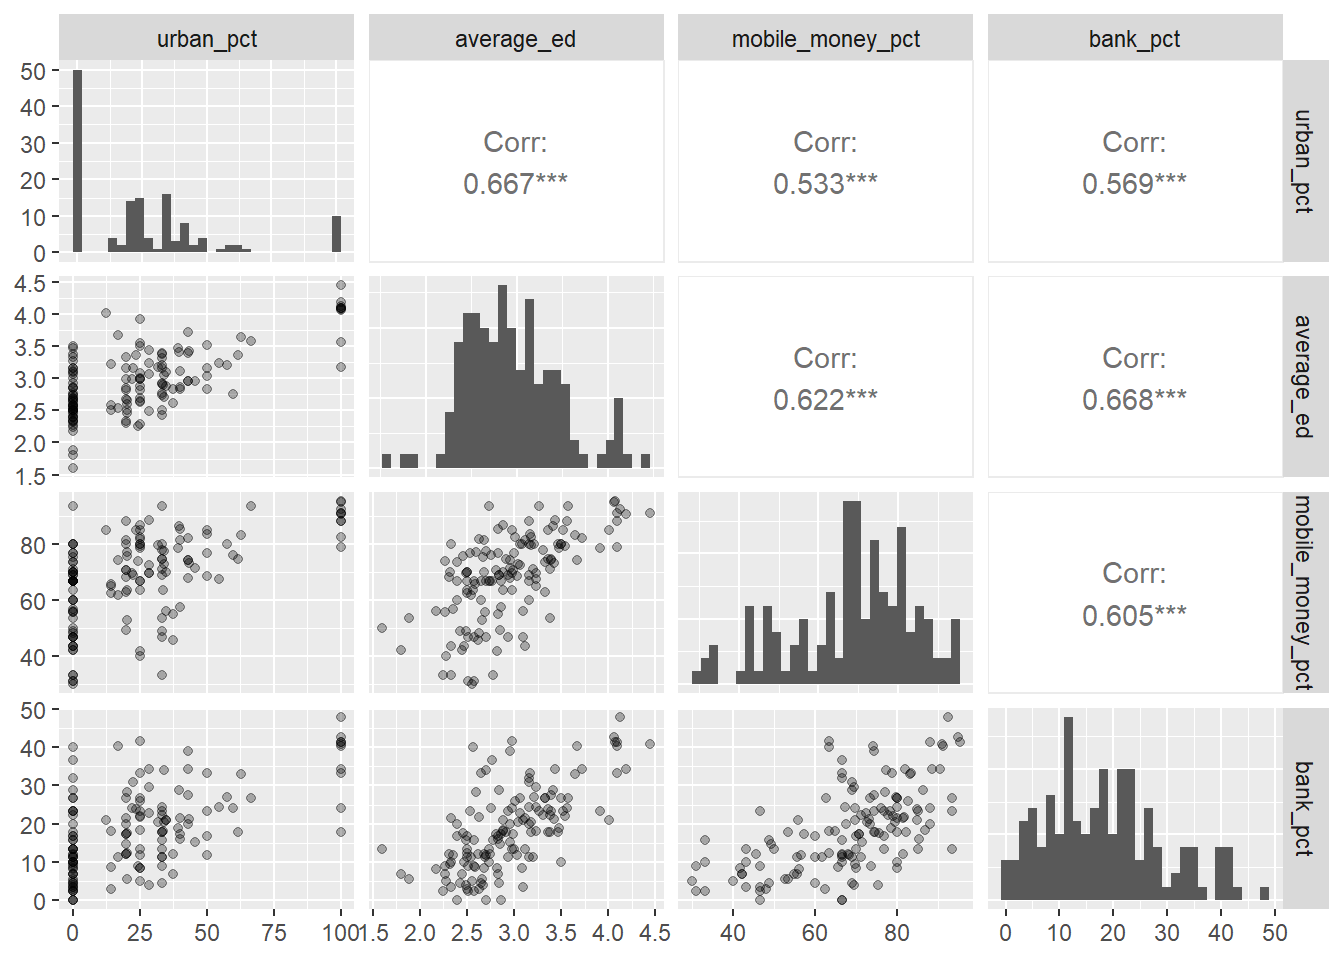 urban_pct average_ed mobile_money_pct bank_pct
50
40
30
20
10
0
Corr:
0.667***
Corr:
0.533***
Corr:
0.569***
urban_pct
4.5
4.0
3.5
3.0
2.5
2.0
1.5
Corr:
0.622***
Corr:
0.668***
average_ed
80
60
40
Corr:
0.605***
mobile_money_pct
50
40
30
20
10
0
bank_pct
0 25 50 75 100
1.5 2.0 2.5 3.0 3.5 4.0 4.5
40 60 80
0 10 20 30 40 50